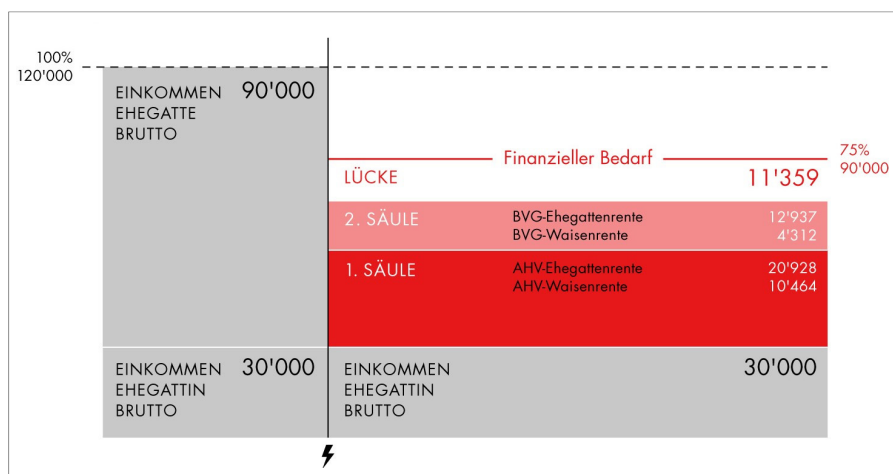 100%
120'000
EINKOMMEN 90'000
EHEGATTE
BRUTTO
Finanzieller Bedarf
75%
90'000
LÜCKE 11'359
2. SÄULE BVG-Ehegattenrente 12'937
BVG-Waisenrente 4'312
1. SÄULE AHV-Ehegattenrente 20'928
AHV-Waisenrente 10'464
EINKOMMEN 30'000
EHEGATTIN
BRUTTO
EINKOMMEN 30'000
EHEGATTIN
BRUTTO